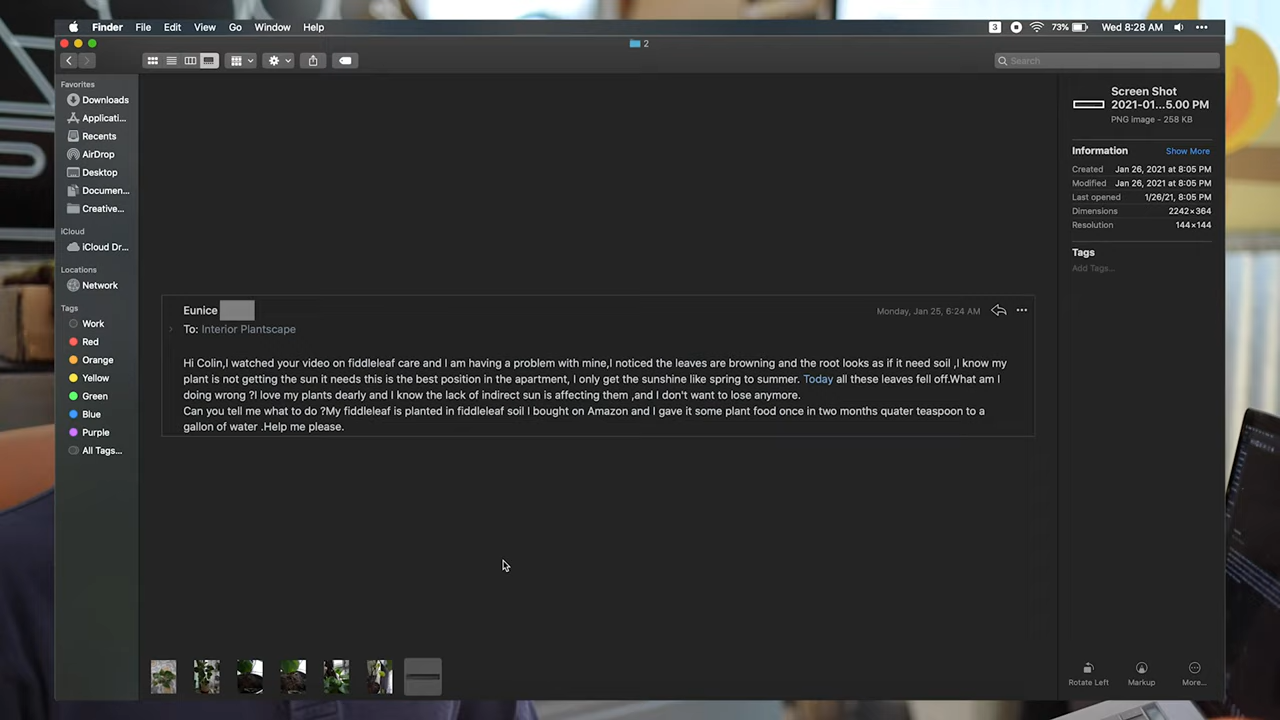 Finder File Edit View Go Window Help
3 73% Wed 8:28 AM
2
Search
Favorites
Downloads
Applicati...
Recents
AirDrop
Desktop
Documen...
Creative...
iCloud
iCloud Dr...
Locations
Network
Tags
Work
Red
Orange
Yellow
Green
Blue
Purple
All Tags...
Eunice
Monday, Jan 25, 6:24 AM
To: Interior Plantscape
Hi Colin,I watched your video on fiddleleaf care and I am having a problem with mine,I noticed the leaves are browning and the root looks as if it need soil ,I know my
plant is not getting the sun it needs this is the best position in the apartment, I only get the sunshine like spring to summer. Today all these leaves fell off.What am I
doing wrong ?I love my plants dearly and I know the lack of indirect sun is affecting them ,and I don't want to lose anymore.
Can you tell me what to do ?My fiddleleaf is planted in fiddleleaf soil I bought on Amazon and I gave it some plant food once in two months quater teaspoon to a
gallon of water .Help me please.
Screen Shot
2021-01...5.00 PM
PNG image - 258 KB
Information Show More
Created Jan 26, 2021 at 8:05 PM
Modified Jan 26, 2021 at 8:05 PM
Last opened 1/26/21, 8:05 PM
Dimensions 2242×364
Resolution 144×144
Tags
Add Tags...
Rotate Left Markup More...